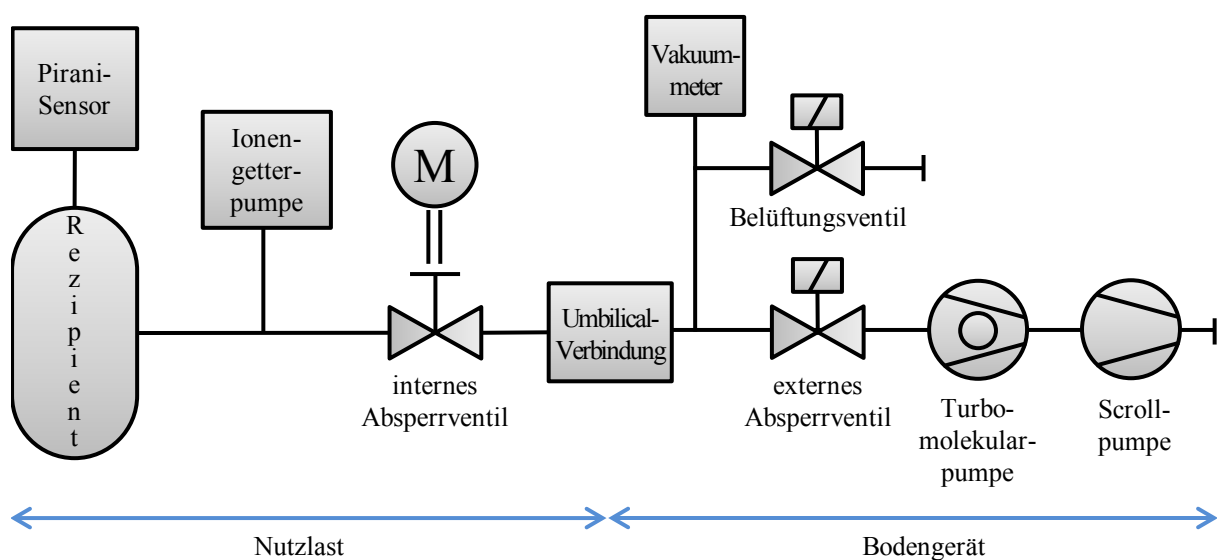 Pirani-
Sensor
Ionen-
getter-
pumpe
M
Vakuum-
meter
Belüftungsventil
Rezipient
Umbilical-
Verbindung
internes
Absperrventil
externes
Absperrventil
Turbo-
molekular-
pumpe
Scroll-
pumpe
Nutzlast
Bodengerät